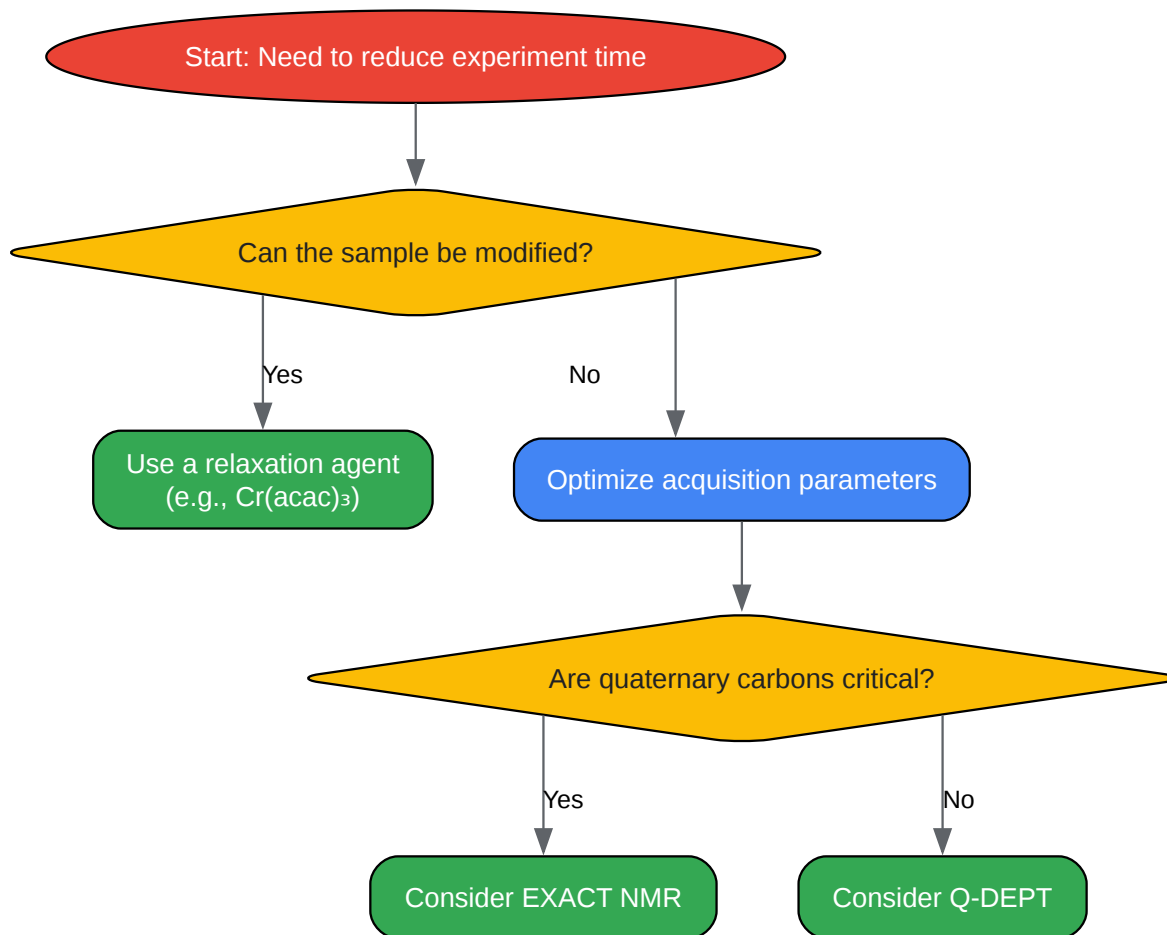 Start: Need to reduce experiment time
Can the sample be modified?
Yes
No
Use a relaxation agent
(e.g., Cr(acac)₃)
Optimize acquisition parameters
Are quaternary carbons critical?
Yes
No
Consider EXACT NMR
Consider Q-DEPT